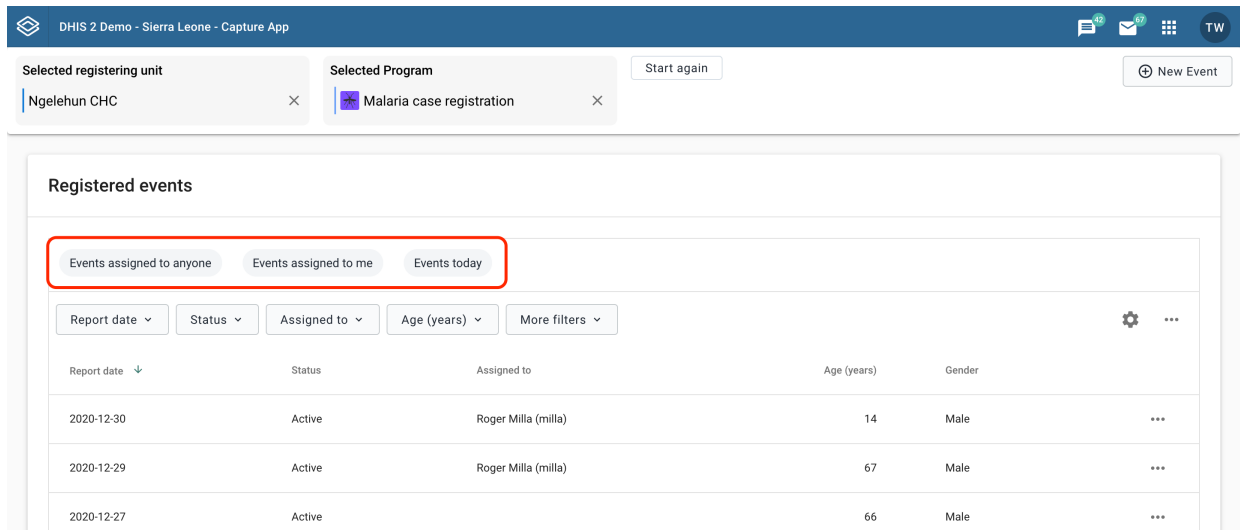 DHIS 2 Demo - Sierra Leone - Capture App 42 67 TW
Selected registering unit Selected Program Start again New Event
Ngelehun CHC Malaria case registration
Registered events
Events assigned to anyone Events assigned to me Events today
Report date Status Assigned to Age (years) More filters
Report date Status Assigned to Age (years) Gender
2020-12-30 Active Roger Milla (milla) 14 Male
2020-12-29 Active Roger Milla (milla) 67 Male
2020-12-27 Active 66 Male